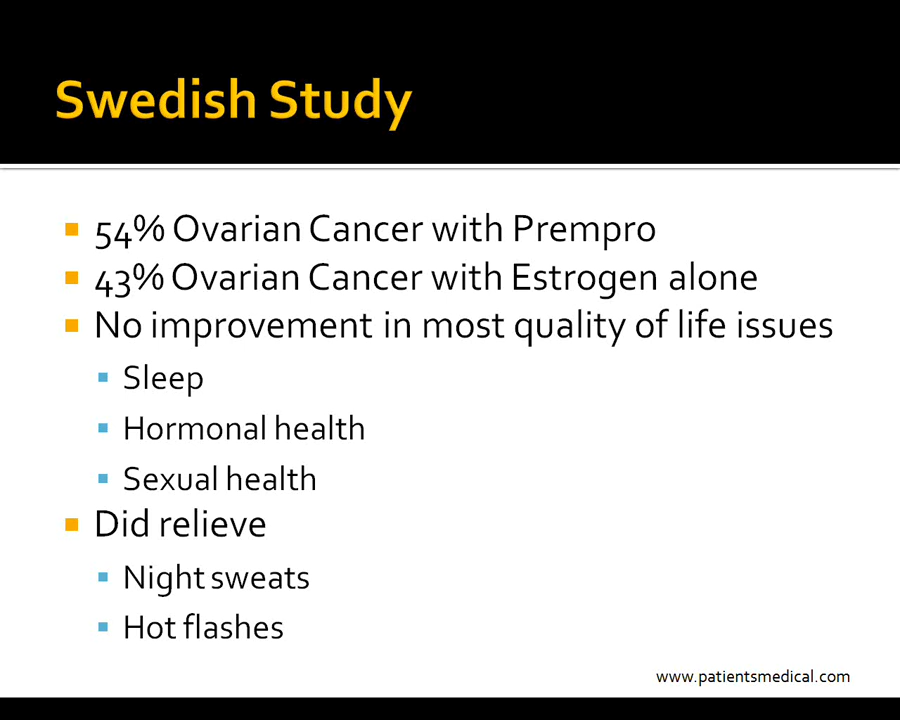 Swedish Study
54% Ovarian Cancer with Prempro
43% Ovarian Cancer with Estrogen alone
No improvement in most quality of life issues
Sleep
Hormonal health
Sexual health
Did relieve
Night sweats
Hot flashes
www.patientsmedical.com